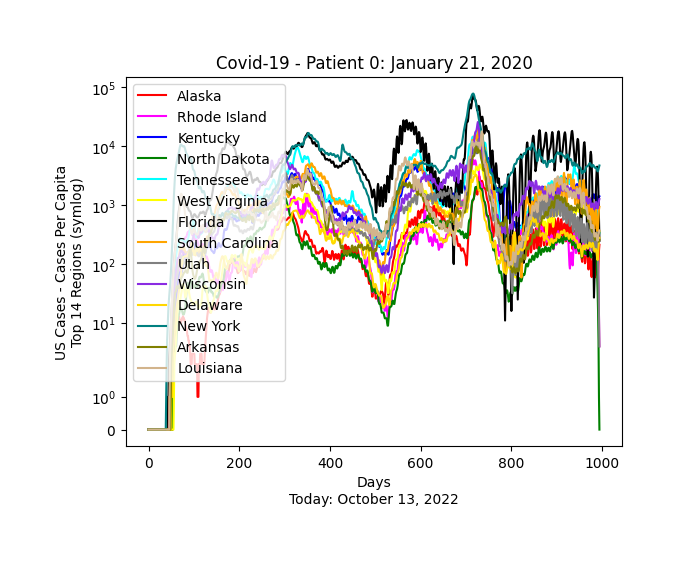 Covid-19 - Patient 0: January 21, 2020
US Cases - Cases Per Capita
Top 14 Regions (symlog)
10^5
10^4
10^3
10^2
10^1
10^0
0
Alaska
Rhode Island
Kentucky
North Dakota
Tennessee
West Virginia
Florida
South Carolina
Utah
Wisconsin
Delaware
New York
Arkansas
Louisiana
0 200 400 600 800 1000
Days
Today: October 13, 2022